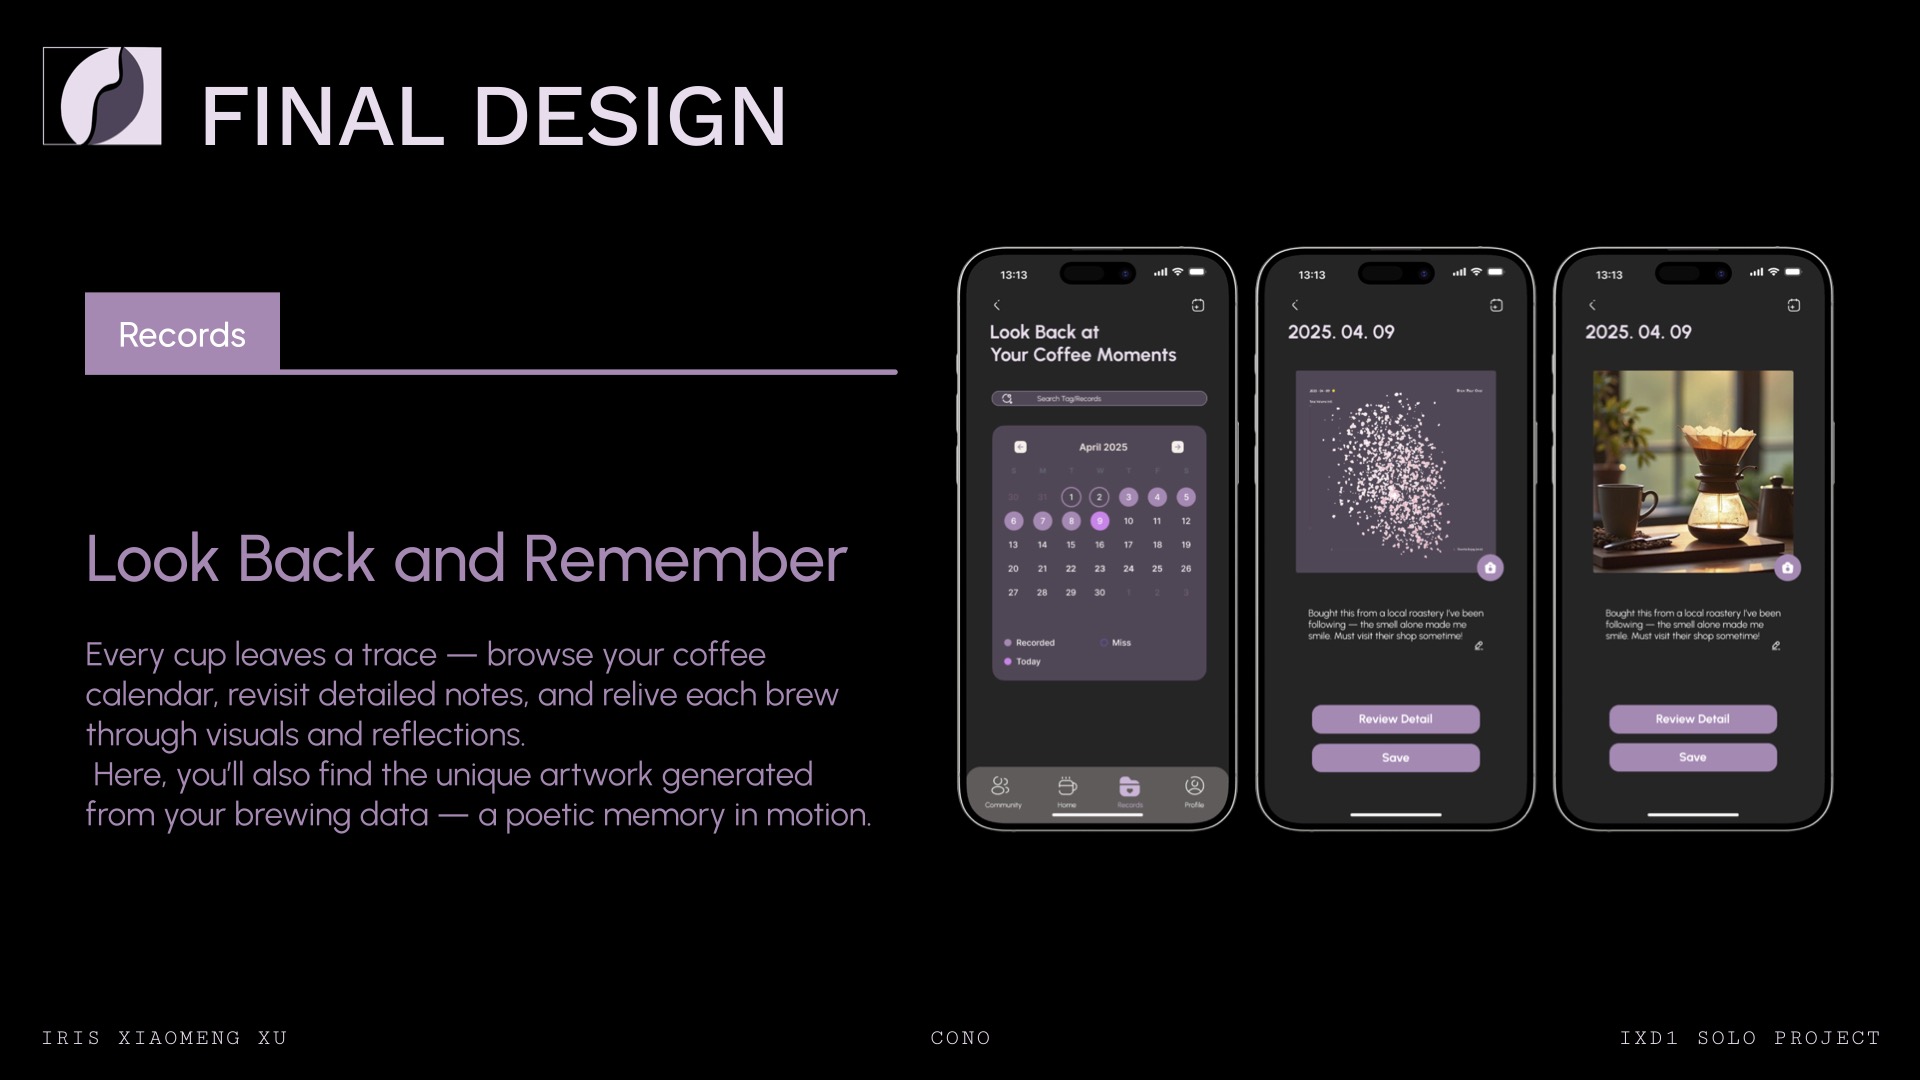 FINAL DESIGN
Records
Look Back and Remember
Every cup leaves a trace — browse your coffee
calendar, revisit detailed notes, and relive each brew
through visuals and reflections.
Here, you'll also find the unique artwork generated
from your brewing data — a poetic memory in motion.
13:13
Look Back at
Your Coffee Moments
Search Tag/Records
April 2025
S M T W T F S
30 31 1 2 3 4 5
6 7 8 9 10 11 12
13 14 15 16 17 18 19
20 21 22 23 24 25 26
27 28 29 30 1 2 3
Recorded Miss
Today
Community Home Records Profile
13:13
2025. 04. 09
Bought this from a local roastery I've been
following — the smell alone made me
smile. Must visit their shop sometime!
Review Detail
Save
13:13
2025. 04. 09
Bought this from a local roastery I've been
following — the smell alone made me
smile. Must visit their shop sometime!
Review Detail
Save
IRIS XIAOMENG XU
CONO
IXD1 SOLO PROJECT